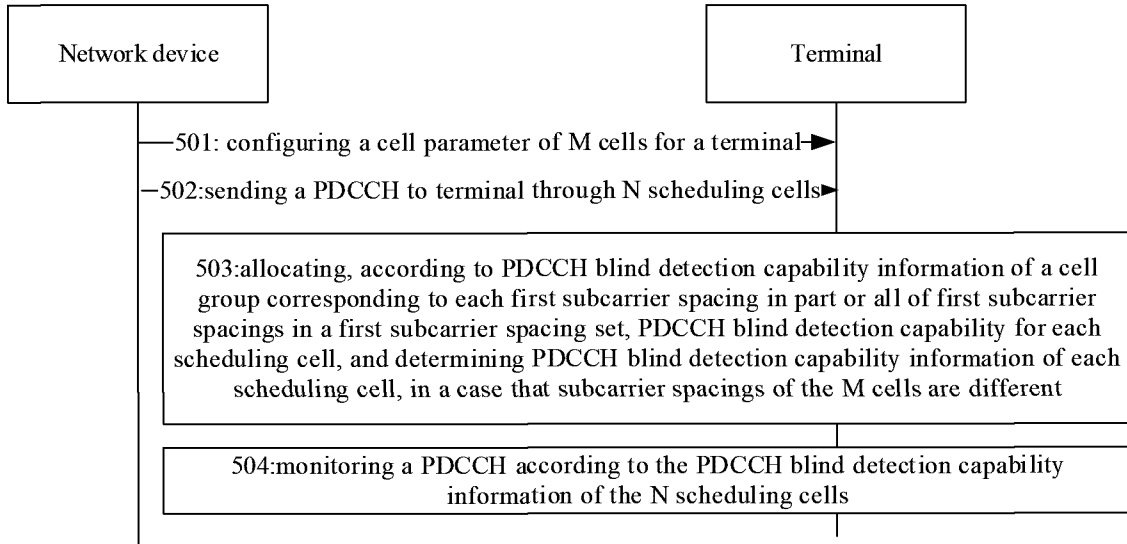 Network device
Terminal
501: configuring a cell parameter of M cells for a terminal
502:sending a PDCCH to terminal through N scheduling cells
503:allocating, according to PDCCH blind detection capability information of a cell
group corresponding to each first subcarrier spacing in part or all of first subcarrier
spacings in a first subcarrier spacing set, PDCCH blind detection capability for each
scheduling cell, and determining PDCCH blind detection capability information of each
scheduling cell, in a case that subcarrier spacings of the M cells are different
504:monitoring a PDCCH according to the PDCCH blind detection capability
information of the N scheduling cells